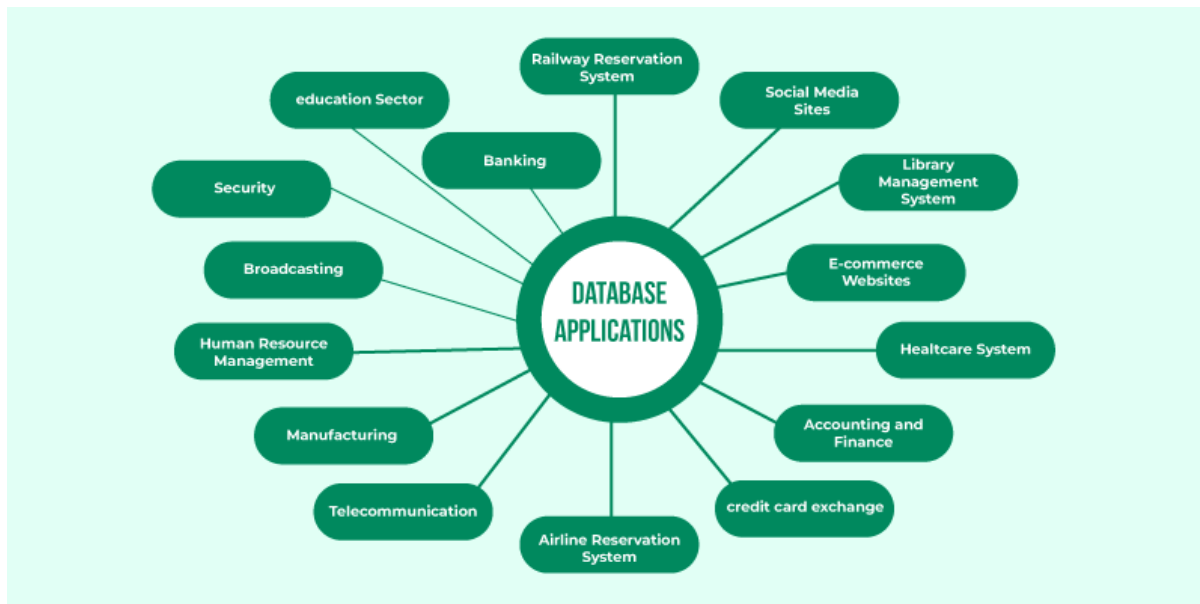 Railway Reservation
System
education Sector
Social Media
Sites
Banking
Library
Management
System
Security
E-commerce
Websites
Broadcasting
DATABASE
APPLICATIONS
Human Resource
Management
Healtcare System
Manufacturing
Accounting and
Finance
Telecommunication
credit card exchange
Airline Reservation
System